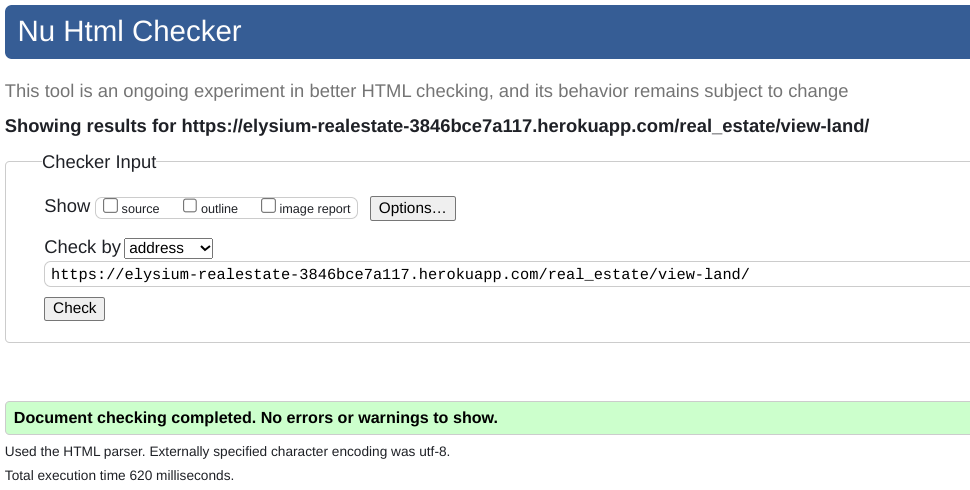 Nu Html Checker
This tool is an ongoing experiment in better HTML checking, and its behavior remains subject to change
Showing results for https://elysium-realestate-3846bce7a117.herokuapp.com/real_estate/view-land/
Checker Input
Show source outline image report Options…
Check by address
https://elysium-realestate-3846bce7a117.herokuapp.com/real_estate/view-land/
Check
Document checking completed. No errors or warnings to show.
Used the HTML parser. Externally specified character encoding was utf-8.
Total execution time 620 milliseconds.